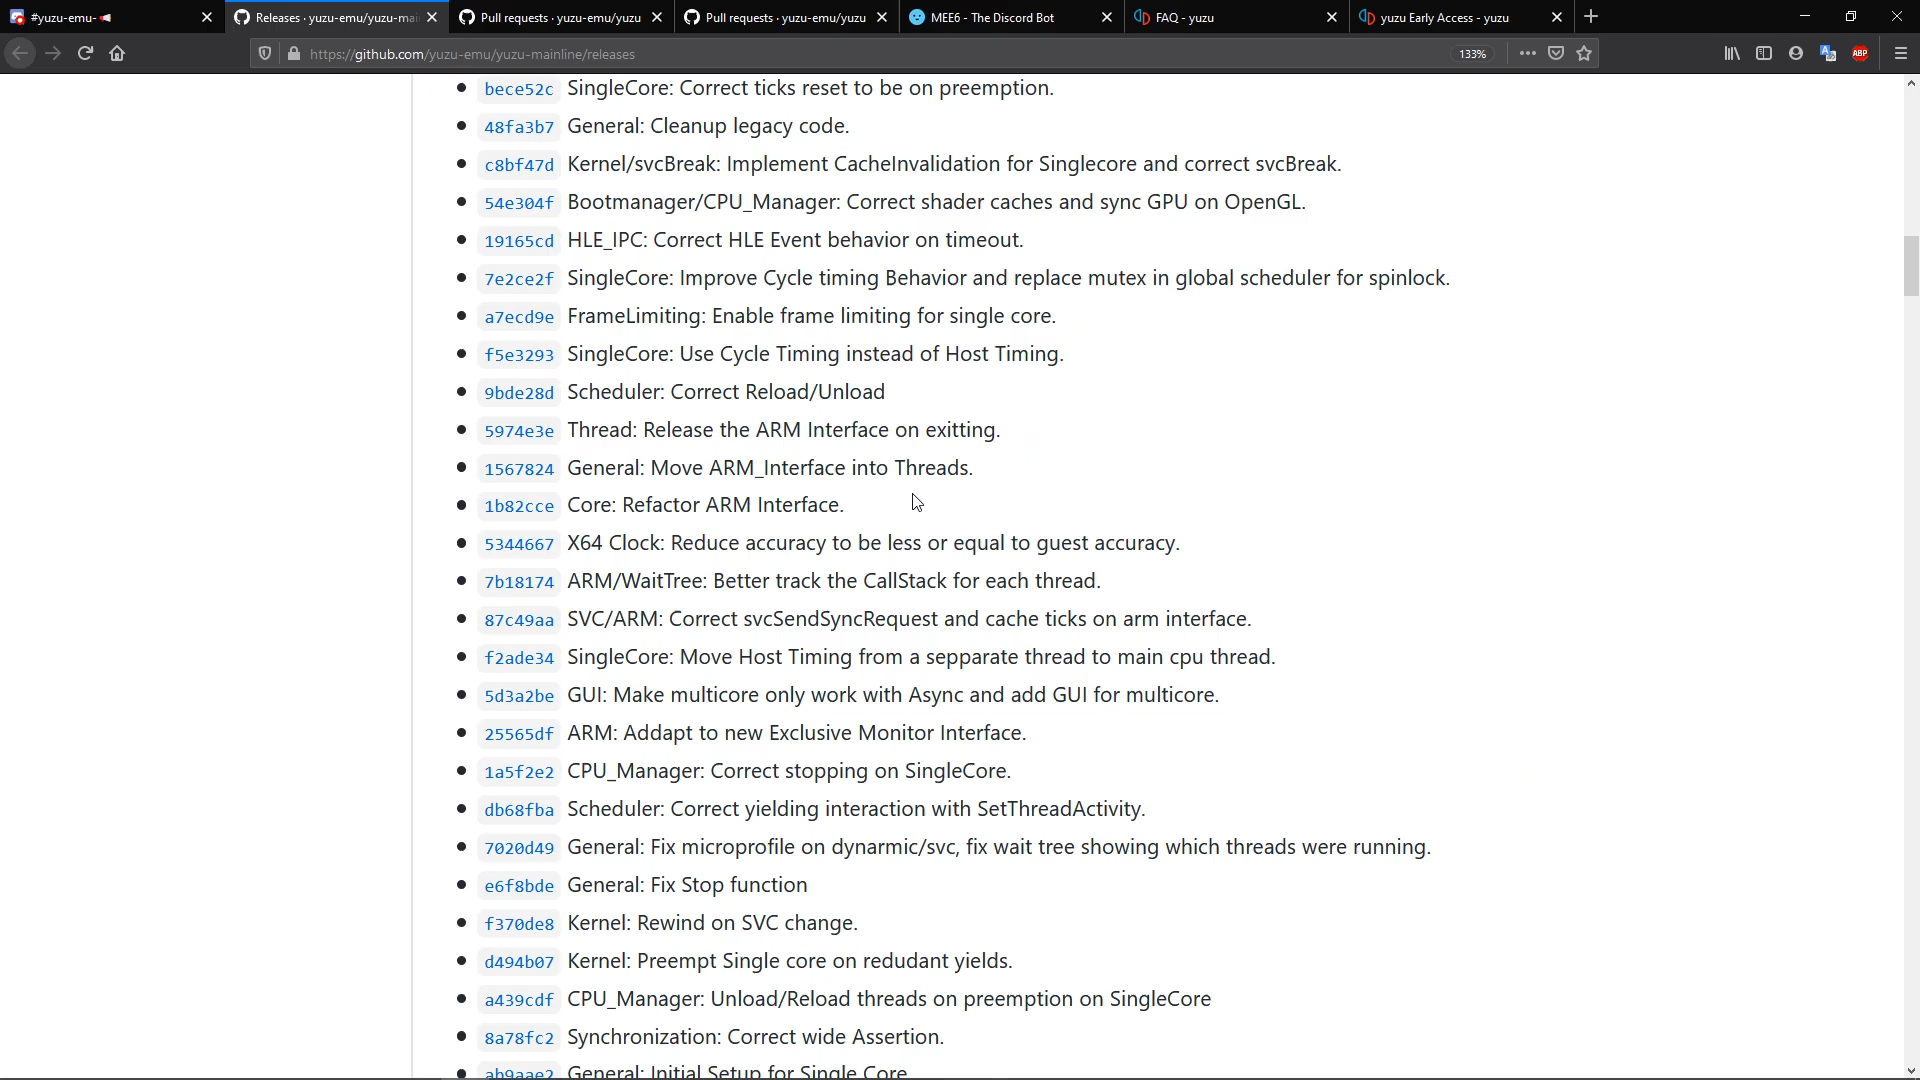 #yuzu-emu-
Releases · yuzu-emu/yuzu-mai
Pull requests · yuzu-emu/yuzu
Pull requests · yuzu-emu/yuzu
MEE6 - The Discord Bot
FAQ - yuzu
yuzu Early Access - yuzu
https://github.com/yuzu-emu/yuzu-mainline/releases
133%
ABP
bece52c SingleCore: Correct ticks reset to be on preemption.
48fa3b7 General: Cleanup legacy code.
c8bf47d Kernel/svcBreak: Implement CacheInvalidation for Singlecore and correct svcBreak.
54e304f Bootmanager/CPU_Manager: Correct shader caches and sync GPU on OpenGL.
19165cd HLE_IPC: Correct HLE Event behavior on timeout.
7e2ce2f SingleCore: Improve Cycle timing Behavior and replace mutex in global scheduler for spinlock.
a7ecd9e FrameLimiting: Enable frame limiting for single core.
f5e3293 SingleCore: Use Cycle Timing instead of Host Timing.
9bde28d Scheduler: Correct Reload/Unload
5974e3e Thread: Release the ARM Interface on exitting.
1567824 General: Move ARM_Interface into Threads.
1b82cce Core: Refactor ARM Interface.
5344667 X64 Clock: Reduce accuracy to be less or equal to guest accuracy.
7b18174 ARM/WaitTree: Better track the CallStack for each thread.
87c49aa SVC/ARM: Correct svcSendSyncRequest and cache ticks on arm interface.
f2ade34 SingleCore: Move Host Timing from a sepparate thread to main cpu thread.
5d3a2be GUI: Make multicore only work with Async and add GUI for multicore.
25565df ARM: Addapt to new Exclusive Monitor Interface.
1a5f2e2 CPU_Manager: Correct stopping on SingleCore.
db68fba Scheduler: Correct yielding interaction with SetThreadActivity.
7020d49 General: Fix microprofile on dynarmic/svc, fix wait tree showing which threads were running.
e6f8bde General: Fix Stop function
f370de8 Kernel: Rewind on SVC change.
d494b07 Kernel: Preempt Single core on redudant yields.
a439cdf CPU_Manager: Unload/Reload threads on preemption on SingleCore
8a78fc2 Synchronization: Correct wide Assertion.
ab9aae2 General: Initial Setup for Single Core